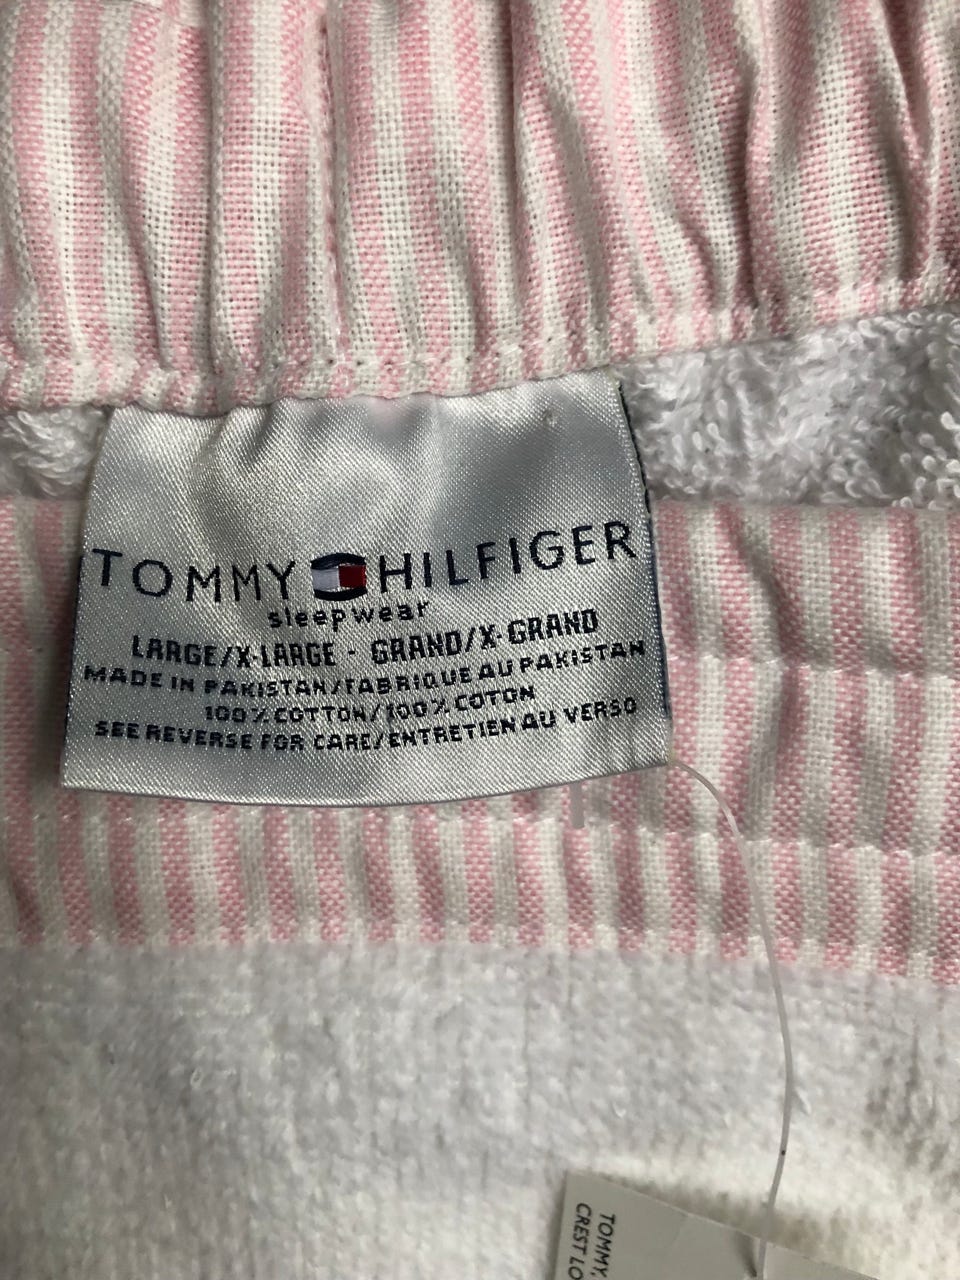 TOMMY HILFIGER
sleepwear
LARGE/X-LARGE - GRAND/X-GRAND
MADE IN PAKISTAN/FABRIQUE AU PAKISTAN
100% COTTON/100% COTON
SEE REVERSE FOR CARE/ENTRETIEN AU VERSO
TOMMY
CREST LO